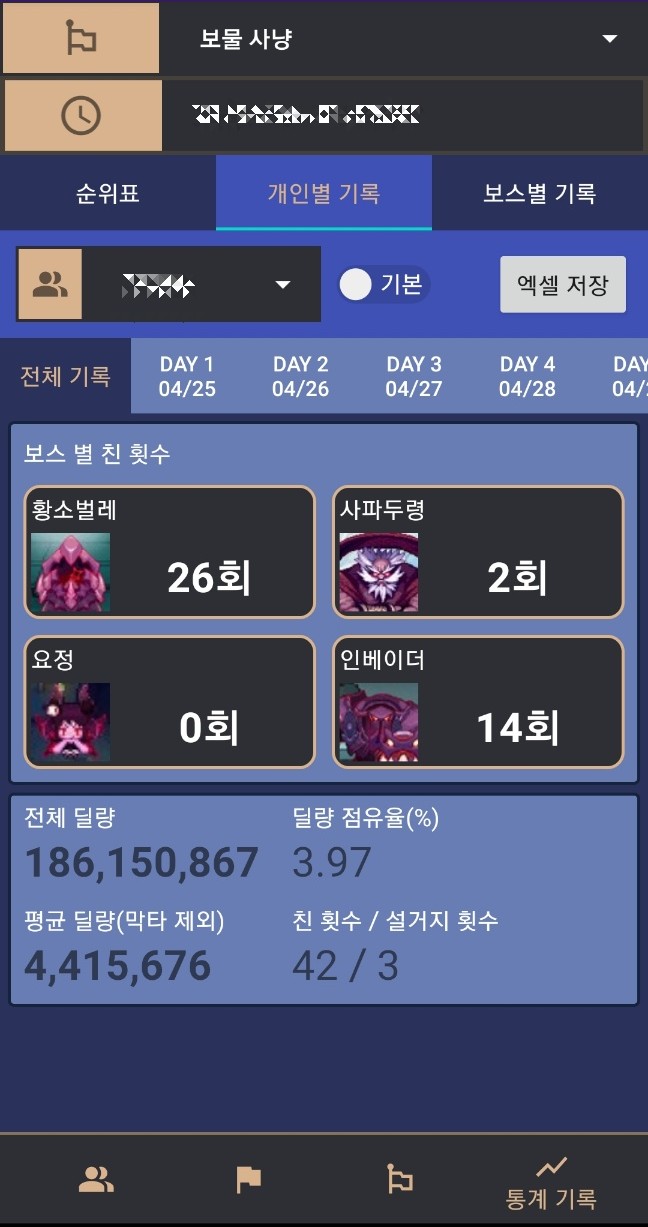 보물 사냥
순위표 개인별 기록 보스별 기록
기본 엑셀 저장
전체 기록
DAY 1 DAY 2 DAY 3 DAY 4 DAY
04/25 04/26 04/27 04/28 04/2
보스 별 친 횟수
황소벌레 사파두령
26회 2회
요정 인베이더
0회 14회
전체 딜량 딜량 점유율(%)
186,150,867 3.97
평균 딜량(막타 제외) 친 횟수 / 설거지 횟수
4,415,676 42 / 3
통계 기록